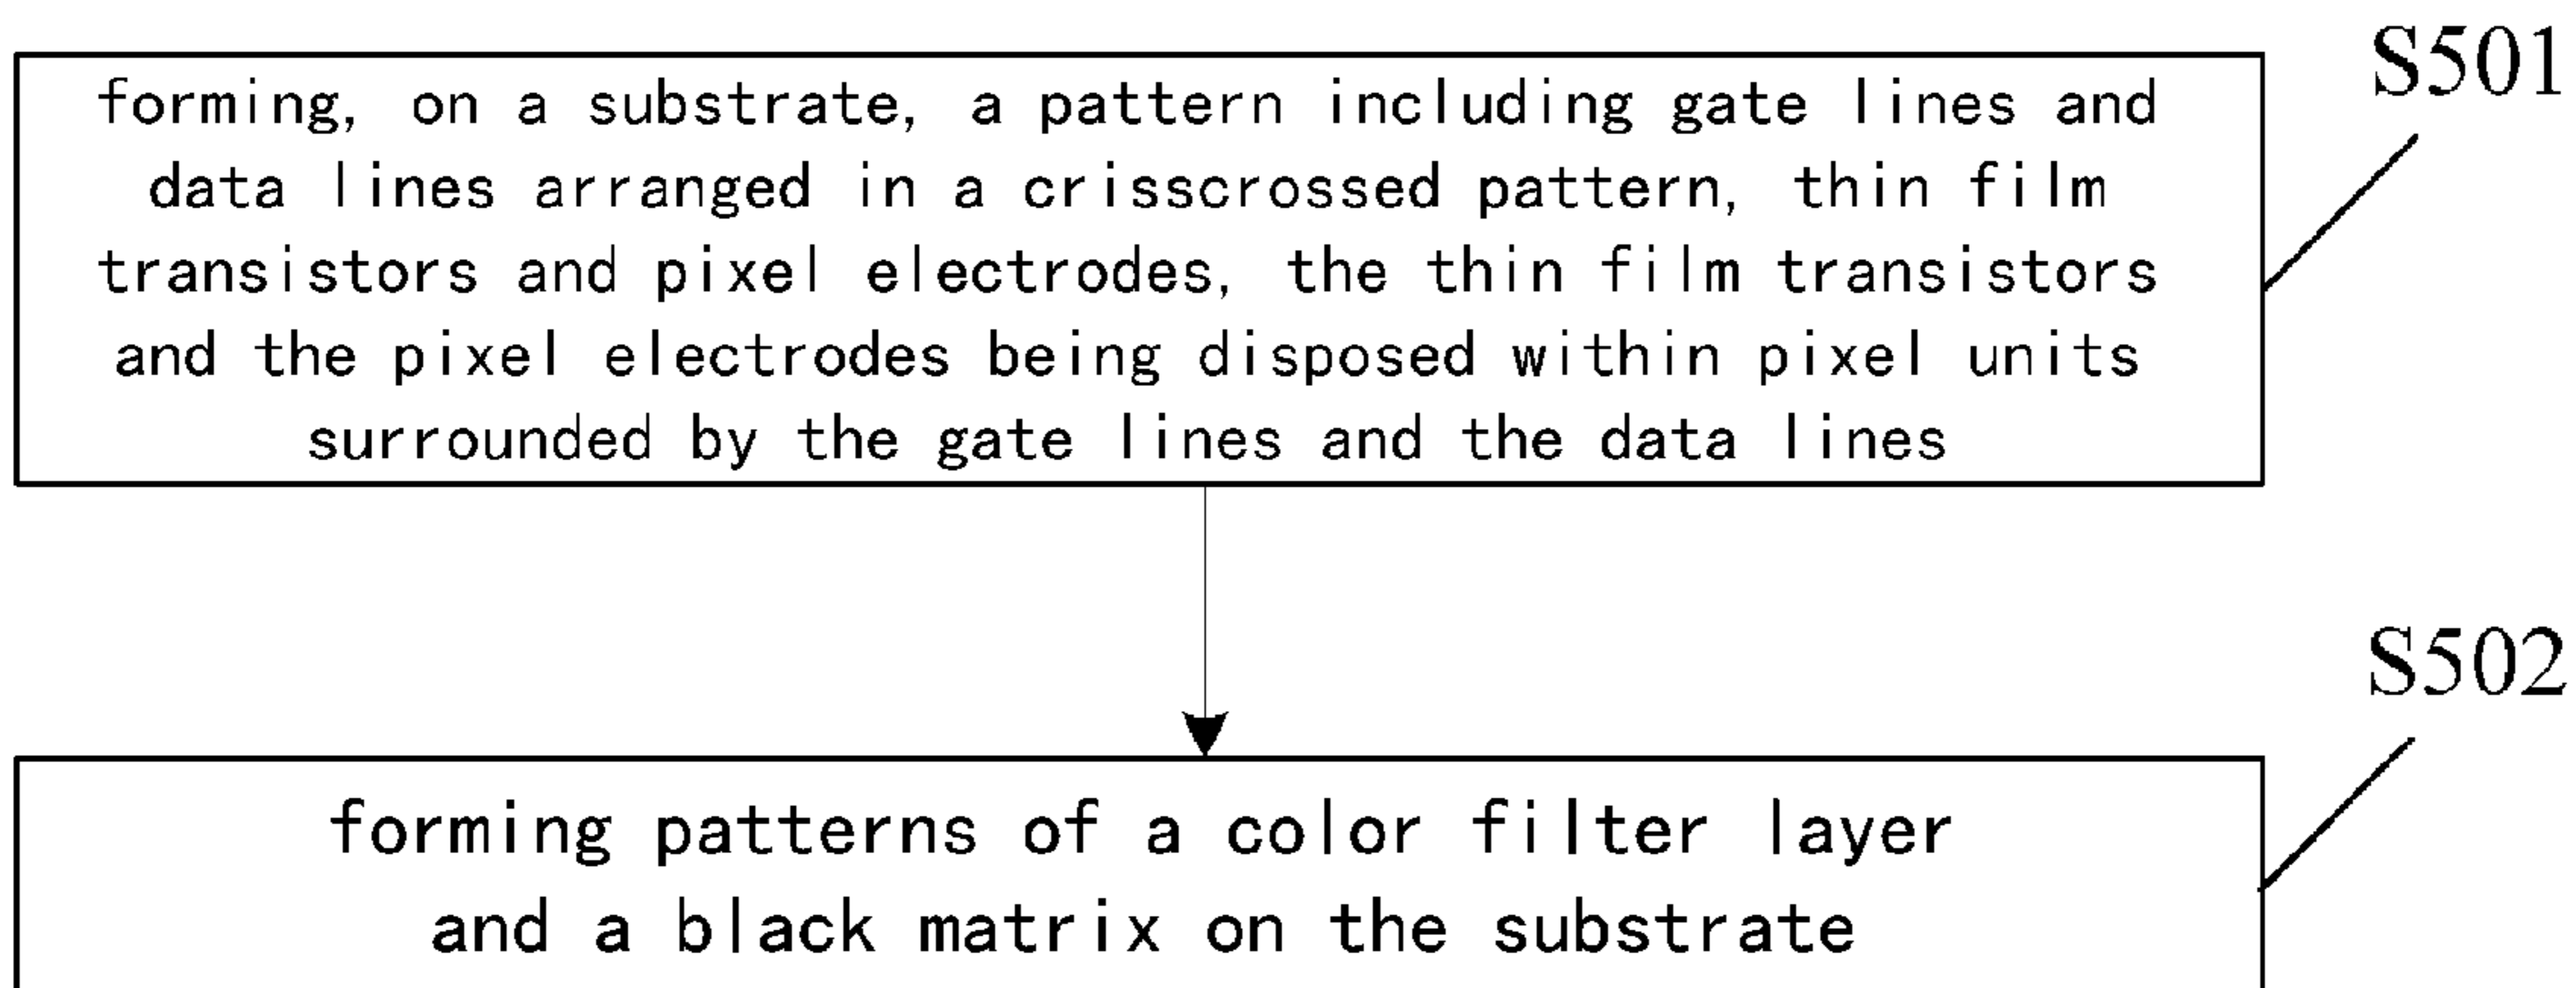 S501
forming, on a substrate, a pattern including gate lines and
data lines arranged in a crisscrossed pattern, thin film
transistors and pixel electrodes, the thin film transistors
and the pixel electrodes being disposed within pixel units
surrounded by the gate lines and the data lines
S502
forming patterns of a color filter layer
and a black matrix on the substrate